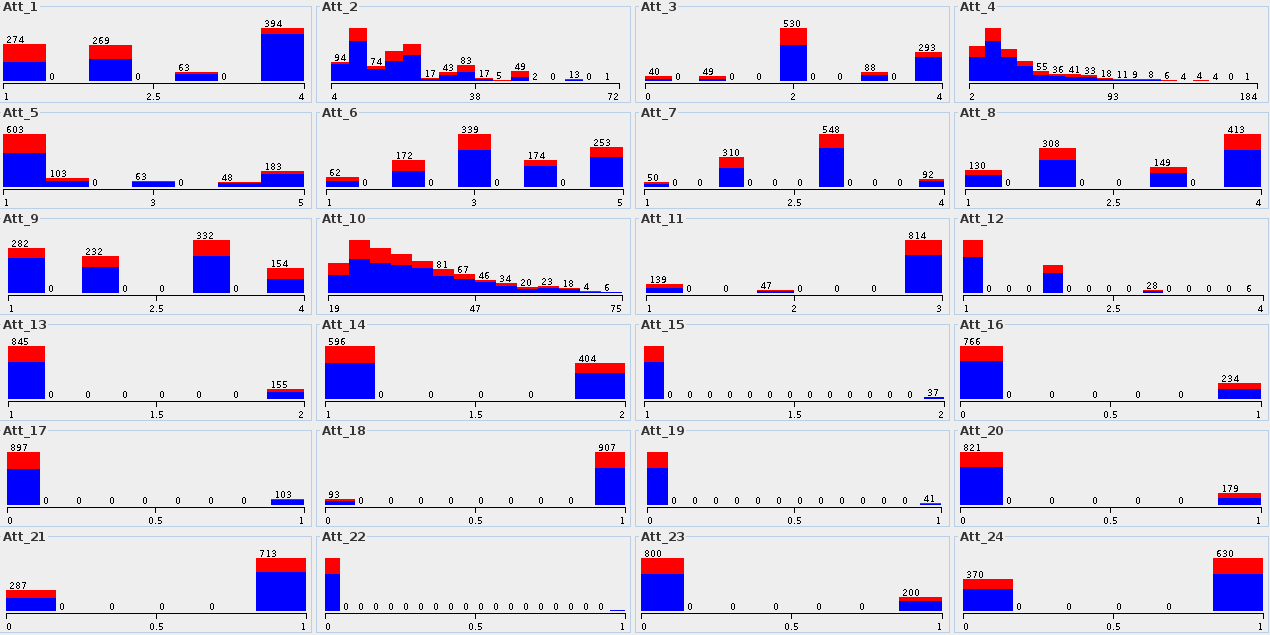 Att_1 Att_2 Att_3 Att_4
274 0 269 0 63 0 394
1 2.5 4
94 74 17 43 83 17 5 49 2 0 13 0 1
4 38 72
40 0 49 0 0 530 0 0 88 0 293
0 2 4
55 36 41 33 18 11 9 8 6 4 4 4 0 1
2 93 184
Att_5 Att_6 Att_7 Att_8
603 103 0 63 0 48 183
1 3 5
62 0 172 0 339 0 174 0 253
1 3 5
50 0 0 310 0 0 548 0 0 0 92
1 2.5 4
130 0 308 0 0 149 0 413
1 2.5 4
Att_9 Att_10 Att_11 Att_12
282 0 232 0 0 332 0 154
1 2.5 4
81 67 46 34 20 23 18 4 6
19 47 75
139 0 0 47 0 0 0 814
1 2 3
0 0 0 0 0 0 0 28 0 0 0 0 6
1 2.5 4
Att_13 Att_14 Att_15 Att_16
845 0 0 0 0 0 0 155
1 1.5 2
596 0 0 0 0 404
1 1.5 2
0 0 0 0 0 0 0 0 0 0 0 0 0 37
1 1.5 2
766 0 0 0 0 0 234
0 0.5 1
Att_17 Att_18 Att_19 Att_20
897 0 0 0 0 0 0 0 103
0 0.5 1
93 0 0 0 0 0 0 0 907
0 0.5 1
0 0 0 0 0 0 0 0 0 0 0 0 41
0 0.5 1
821 0 0 0 0 0 179
0 0.5 1
Att_21 Att_22 Att_23 Att_24
287 0 0 0 0 713
0 0.5 1
0 0 0 0 0 0 0 0 0 0 0 0 0 0 0 0 0 0
0 0.5 1
800 0 0 0 0 0 200
0 0.5 1
370 0 0 0 0 630
0 0.5 1